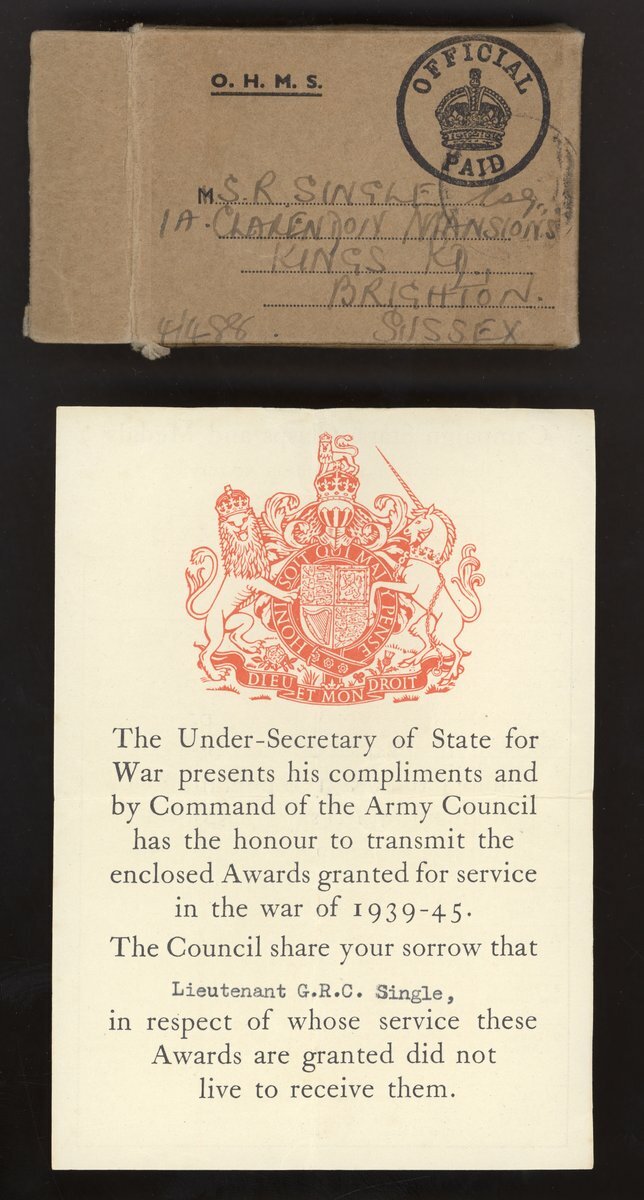 O. H. M. S.
OFFICIAL
PAID
M S.R. SINGLE Esq.,
1A. CLARENDON MANSIONS
KINGS RD.,
BRIGHTON.
SUSSEX
HONI SOIT QUI MAL PENSE
DIEU ET MON DROIT
The Under-Secretary of State for
War presents his compliments and
by Command of the Army Council
has the honour to transmit the
enclosed Awards granted for service
in the war of 1939-45.
The Council share your sorrow that
Lieutenant G.R.C. Single,
in respect of whose service these
Awards are granted did not
live to receive them.